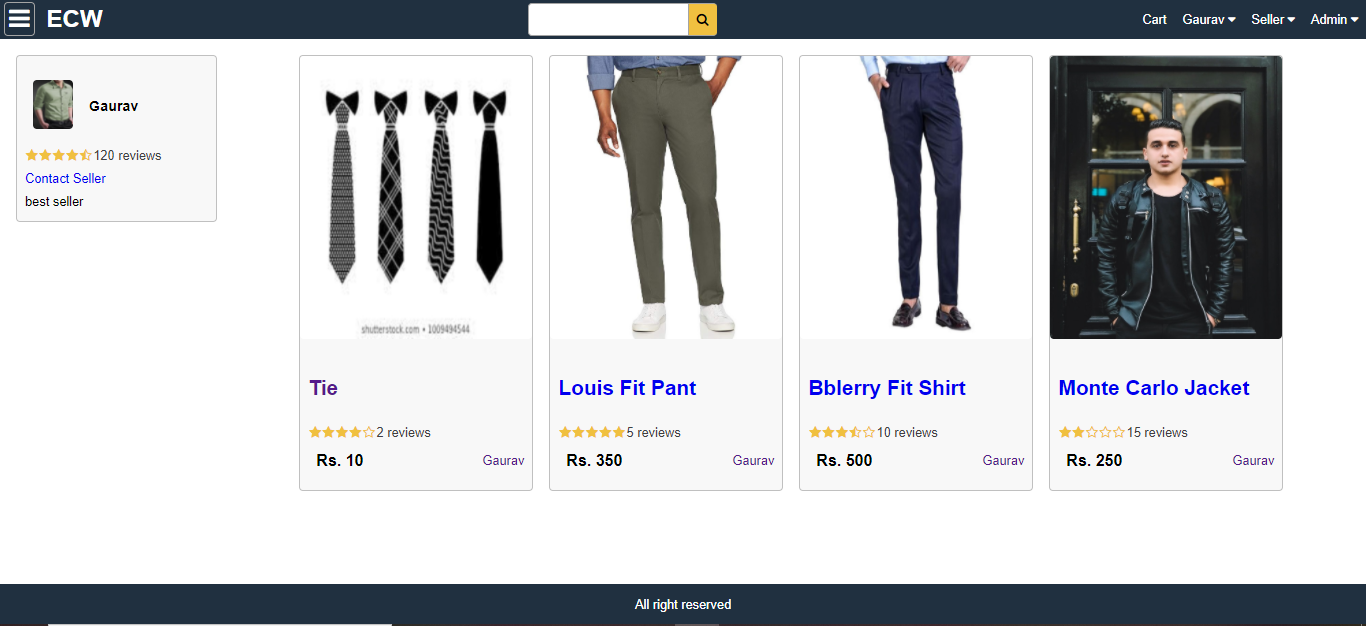 ECW
Cart Gaurav Seller Admin
Gaurav
120 reviews
Contact Seller
best seller
shutterstock.com • 1009494544
Tie
2 reviews
Rs. 10 Gaurav
Louis Fit Pant
5 reviews
Rs. 350 Gaurav
Bblerry Fit Shirt
10 reviews
Rs. 500 Gaurav
Monte Carlo Jacket
15 reviews
Rs. 250 Gaurav
All right reserved